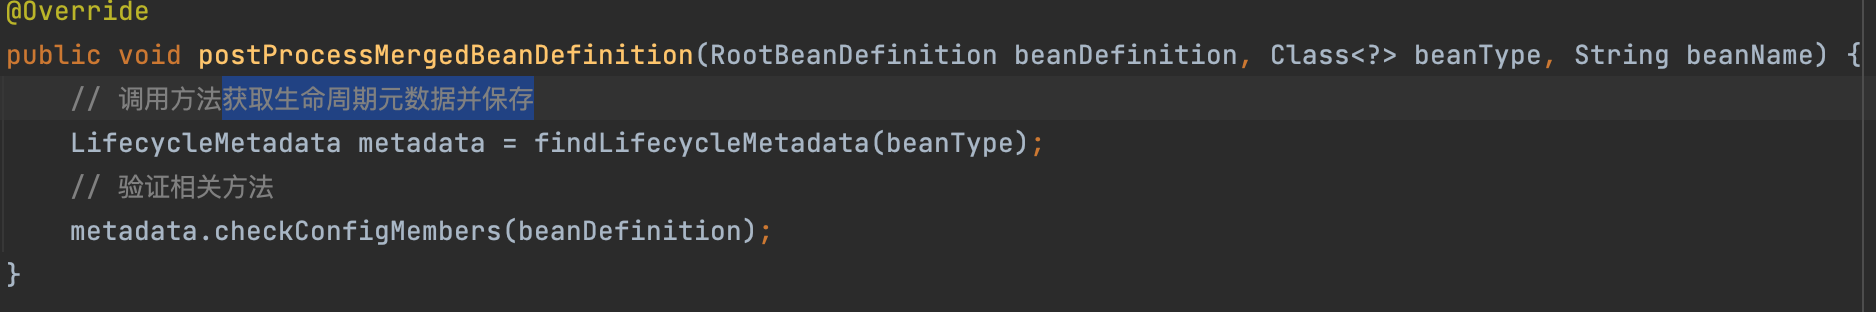 @Override
public void postProcessMergedBeanDefinition(RootBeanDefinition beanDefinition, Class<?> beanType, String beanName) {
// 调用方法获取生命周期元数据并保存
LifecycleMetadata metadata = findLifecycleMetadata(beanType);
// 验证相关方法
metadata.checkConfigMembers(beanDefinition);
}